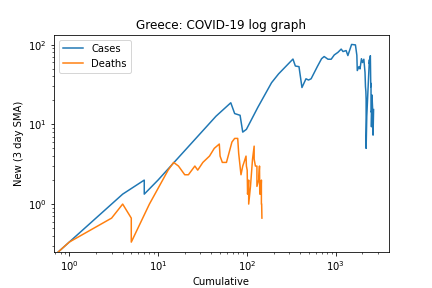 Greece: COVID-19 log graph
Cases
Deaths
New (3 day SMA)
10²
10¹
10⁰
10⁰ 10¹ 10² 10³
Cumulative